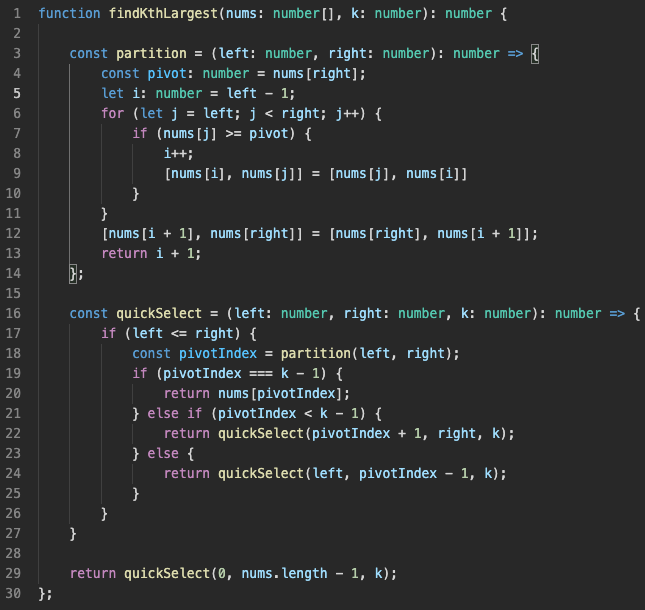 1 function findKthLargest(nums: number[], k: number): number {
2
3     const partition = (left: number, right: number): number => {
4         const pivot: number = nums[right];
5         let i: number = left - 1;
6         for (let j = left; j < right; j++) {
7             if (nums[j] >= pivot) {
8                 i++;
9                 [nums[i], nums[j]] = [nums[j], nums[i]]
10             }
11         }
12         [nums[i + 1], nums[right]] = [nums[right], nums[i + 1]];
13         return i + 1;
14     };
15
16     const quickSelect = (left: number, right: number, k: number): number => {
17         if (left <= right) {
18             const pivotIndex = partition(left, right);
19             if (pivotIndex === k - 1) {
20                 return nums[pivotIndex];
21             } else if (pivotIndex < k - 1) {
22                 return quickSelect(pivotIndex + 1, right, k);
23             } else {
24                 return quickSelect(left, pivotIndex - 1, k);
25             }
26         }
27     }
28
29     return quickSelect(0, nums.length - 1, k);
30 };